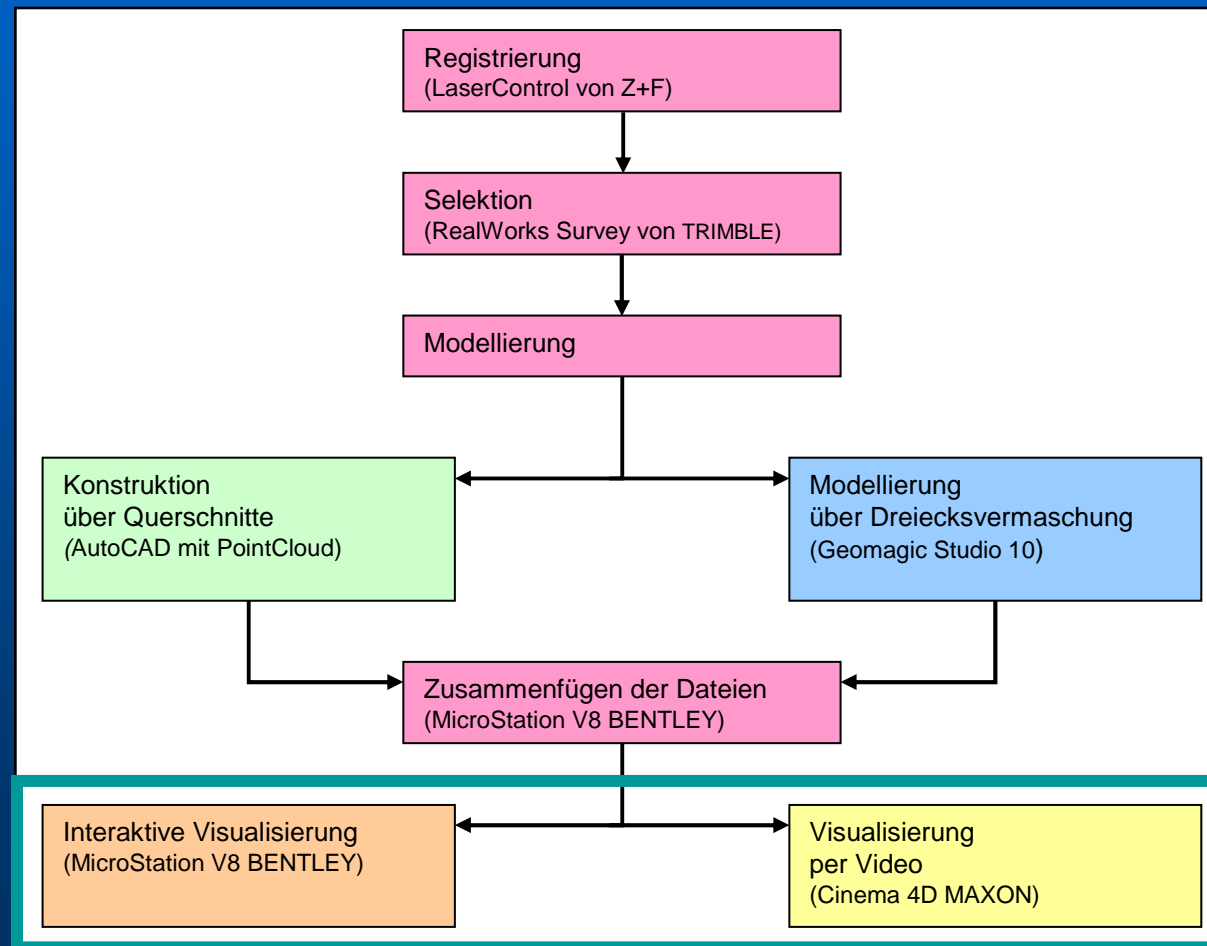 Registrierung
(LaserControl von Z+F)
Selektion
(RealWorks Survey von TRIMBLE)
Modellierung
Konstruktion
über Querschnitte
(AutoCAD mit PointCloud)
Modellierung
über Dreiecksvermaschung
(Geomagic Studio 10)
Zusammenfügen der Dateien
(MicroStation V8 BENTLEY)
Interaktive Visualisierung
(MicroStation V8 BENTLEY)
Visualisierung
per Video
(Cinema 4D MAXON)